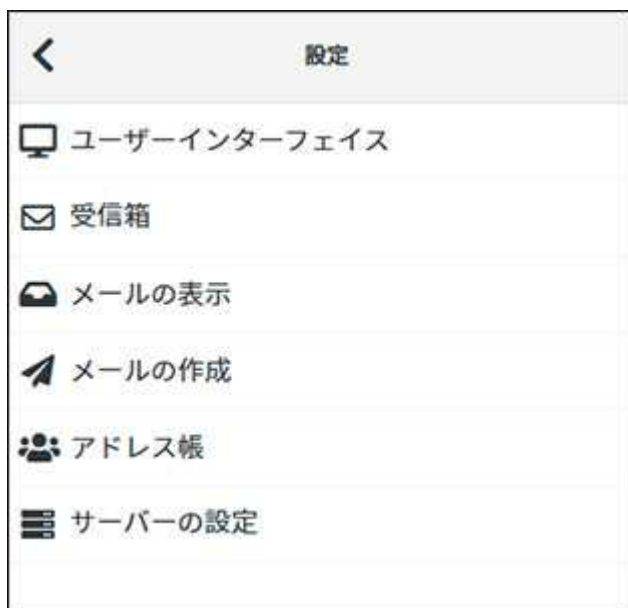 設定
ユーザーインターフェイス
受信箱
メールの表示
メールの作成
アドレス帳
サーバーの設定